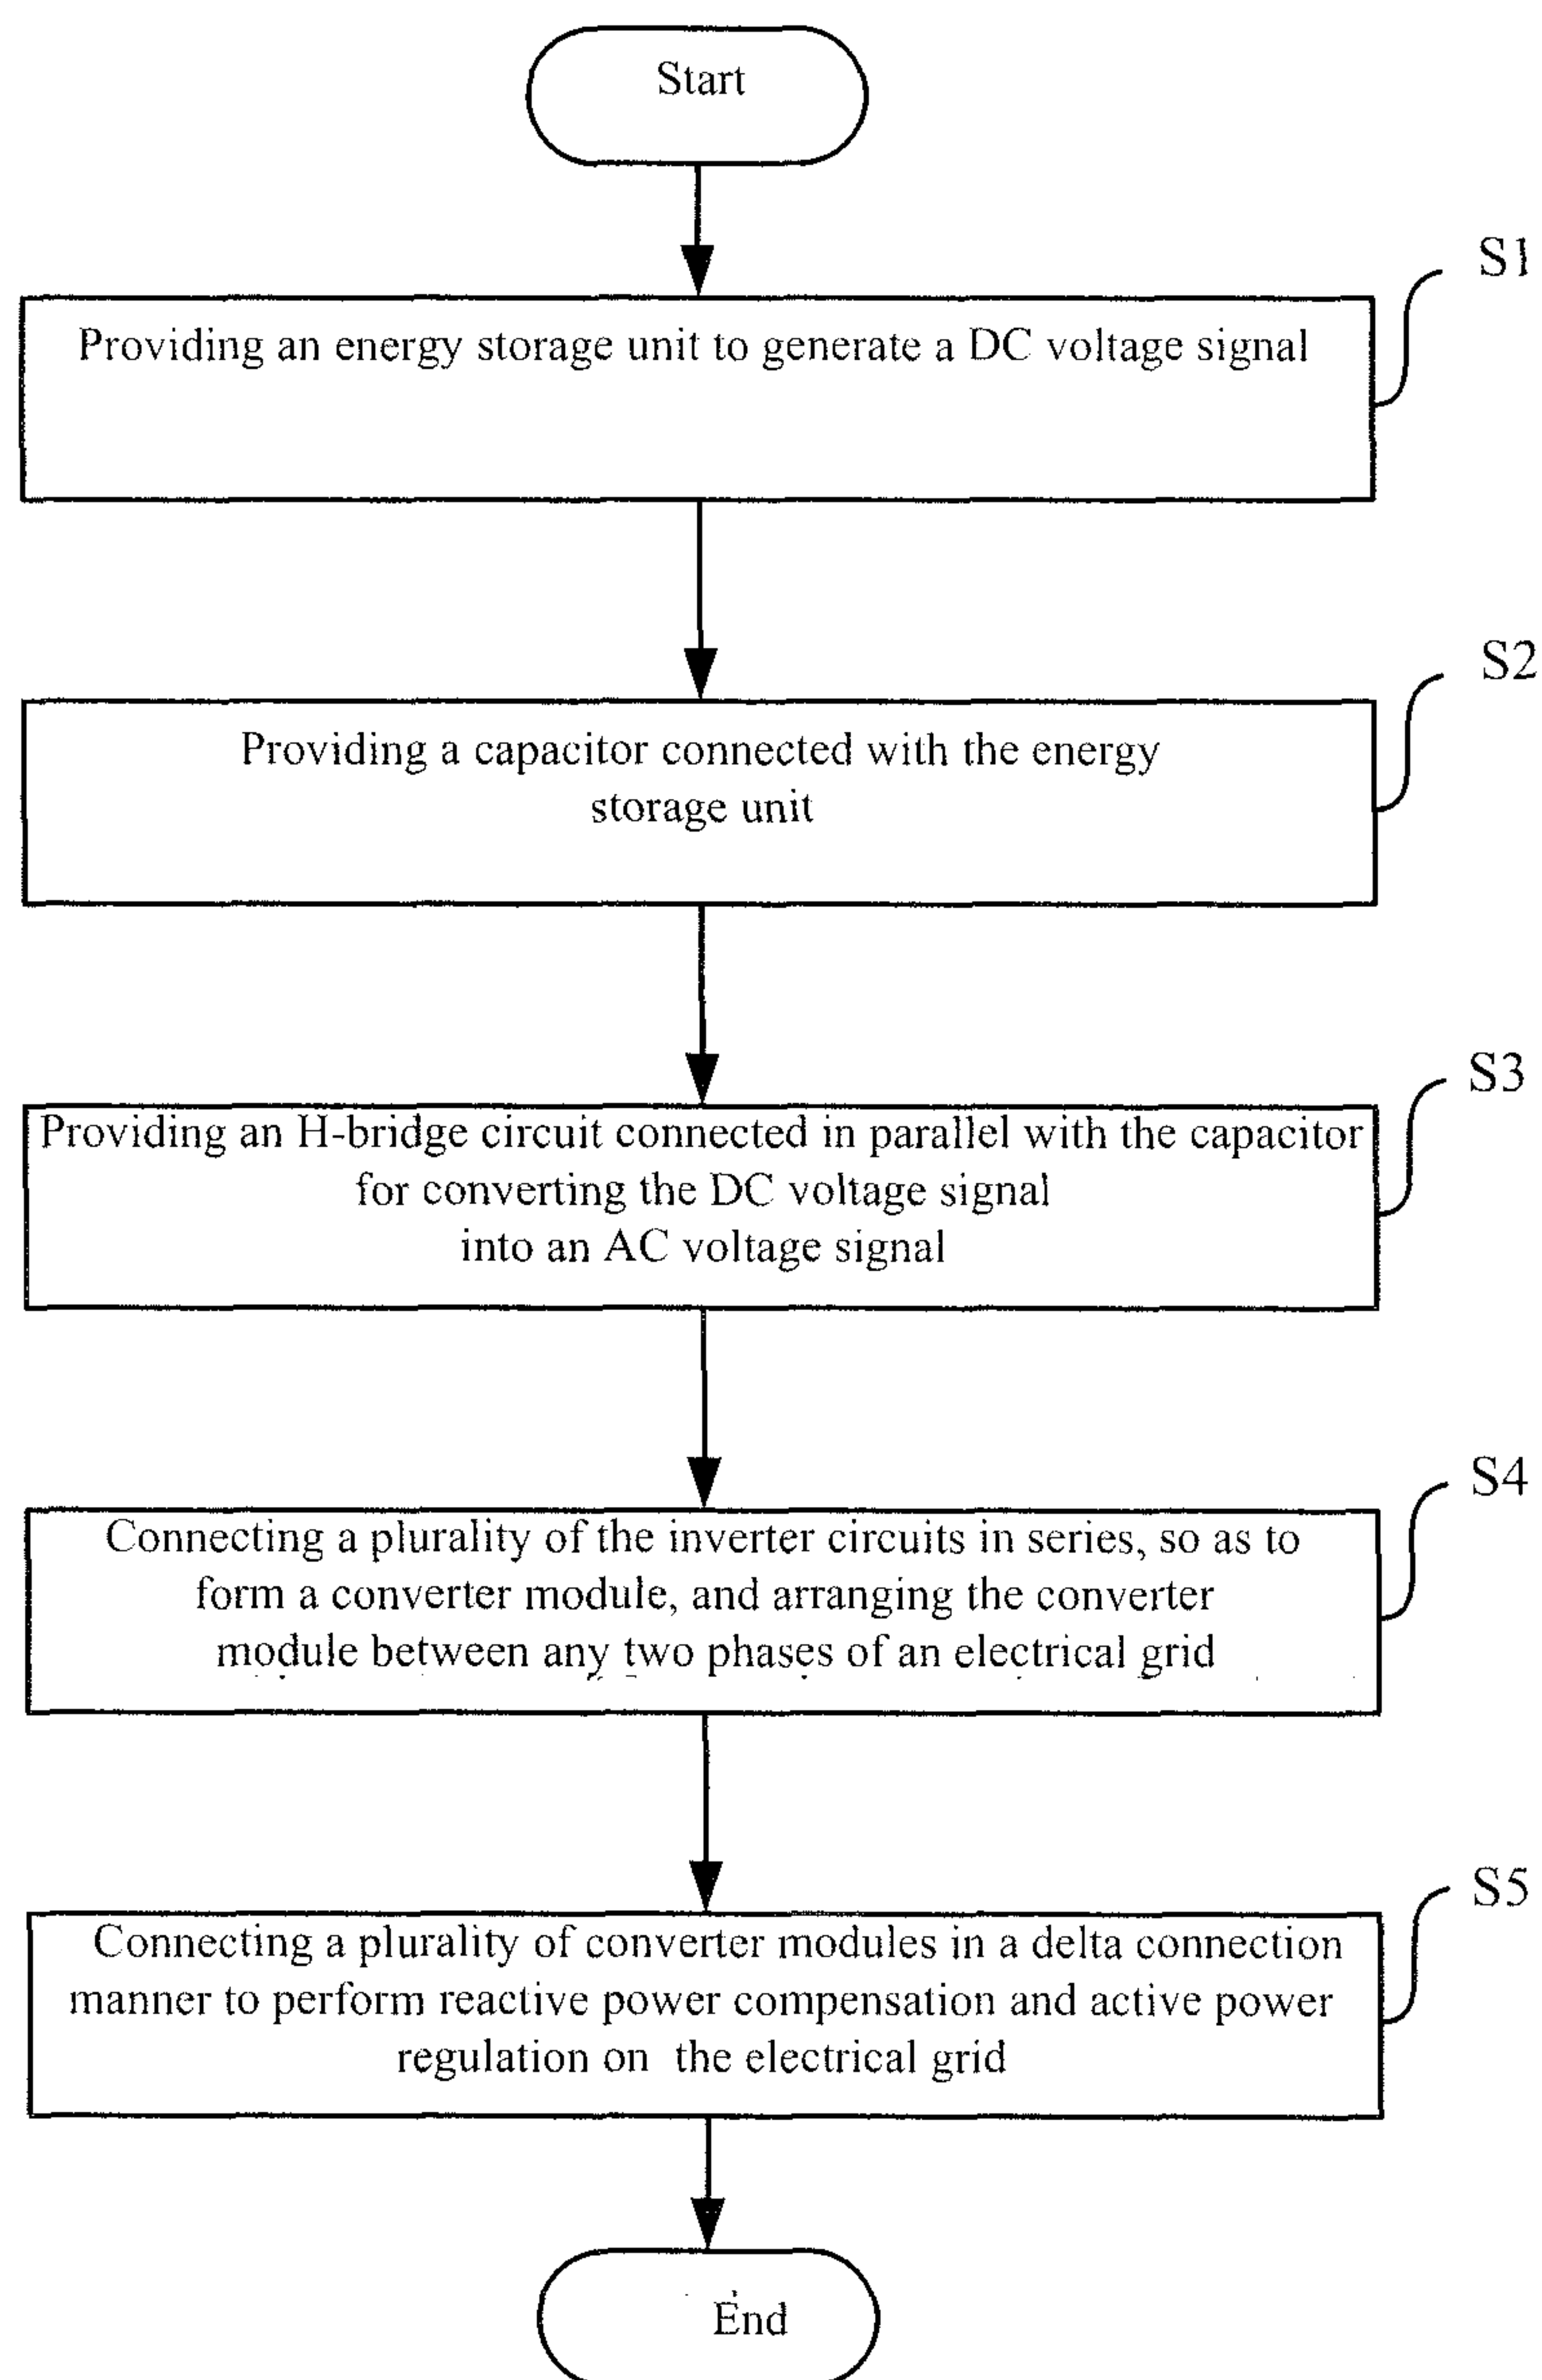 Start
S1
Providing an energy storage unit to generate a DC voltage signal
S2
Providing a capacitor connected with the energy
storage unit
S3
Providing an H-bridge circuit connected in parallel with the capacitor
for converting the DC voltage signal
into an AC voltage signal
S4
Connecting a plurality of the inverter circuits in series, so as to
form a converter module, and arranging the converter
module between any two phases of an electrical grid
S5
Connecting a plurality of converter modules in a delta connection
manner to perform reactive power compensation and active power
regulation on the electrical grid
End